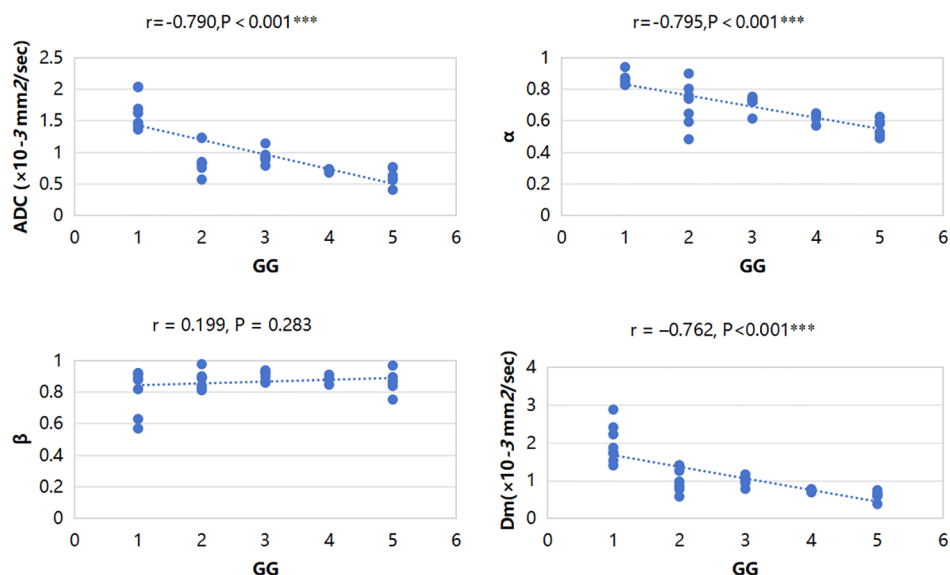 r=-0.790,P < 0.001***
ADC (×10 -3 mm2/sec)
2.5
2
1.5
1
0.5
0
0 1 2 3 4 5 6
GG
r=-0.795,P < 0.001***
α
1
0.8
0.6
0.4
0.2
0
0 1 2 3 4 5 6
GG
r = 0.199, P = 0.283
β
1
0.8
0.6
0.4
0.2
0
0 1 2 3 4 5 6
GG
r = –0.762, P<0.001***
Dm(×10 -3 mm2/sec)
4
3
2
1
0
0 1 2 3 4 5 6
GG